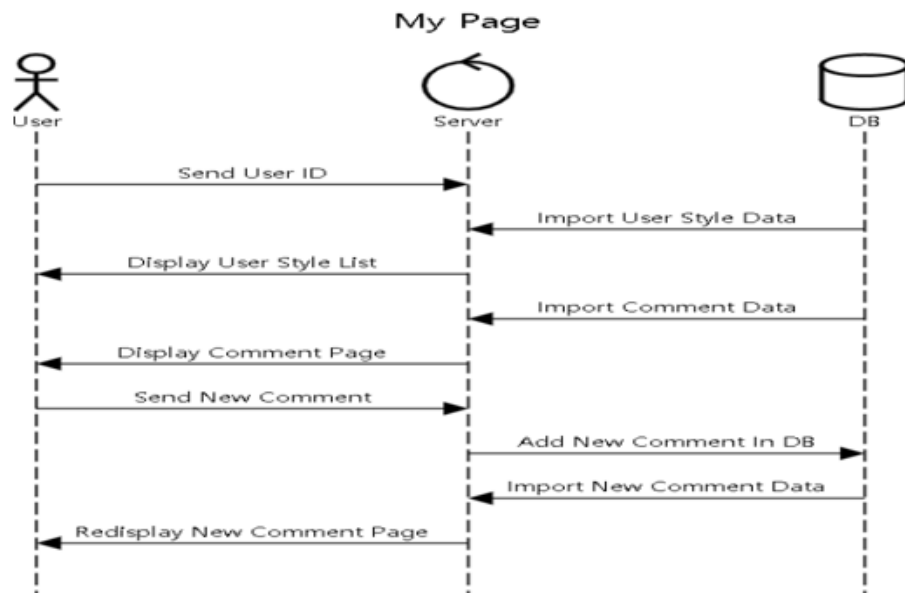 My Page
User
Server
DB
Send User ID
Import User Style Data
Display User Style List
Import Comment Data
Display Comment Page
Send New Comment
Add New Comment In DB
Import New Comment Data
Redisplay New Comment Page